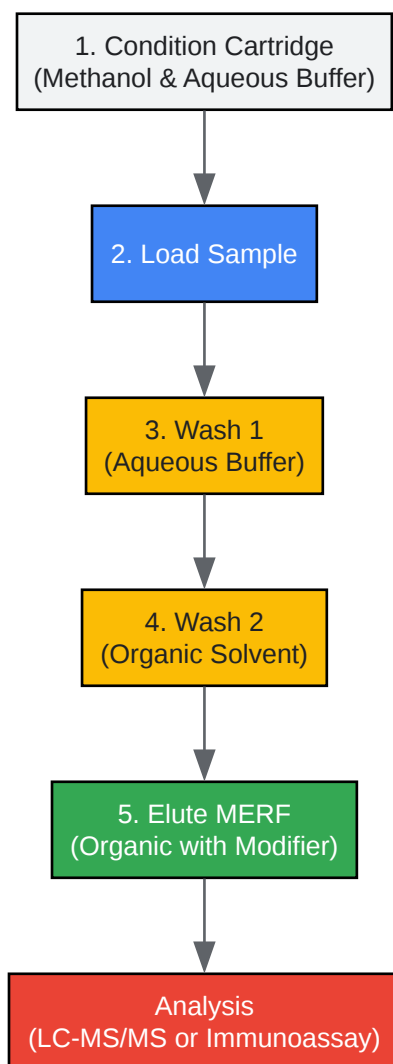 1. Condition Cartridge
(Methanol & Aqueous Buffer)
2. Load Sample
3. Wash 1
(Aqueous Buffer)
4. Wash 2
(Organic Solvent)
5. Elute MERF
(Organic with Modifier)
Analysis
(LC-MS/MS or Immunoassay)